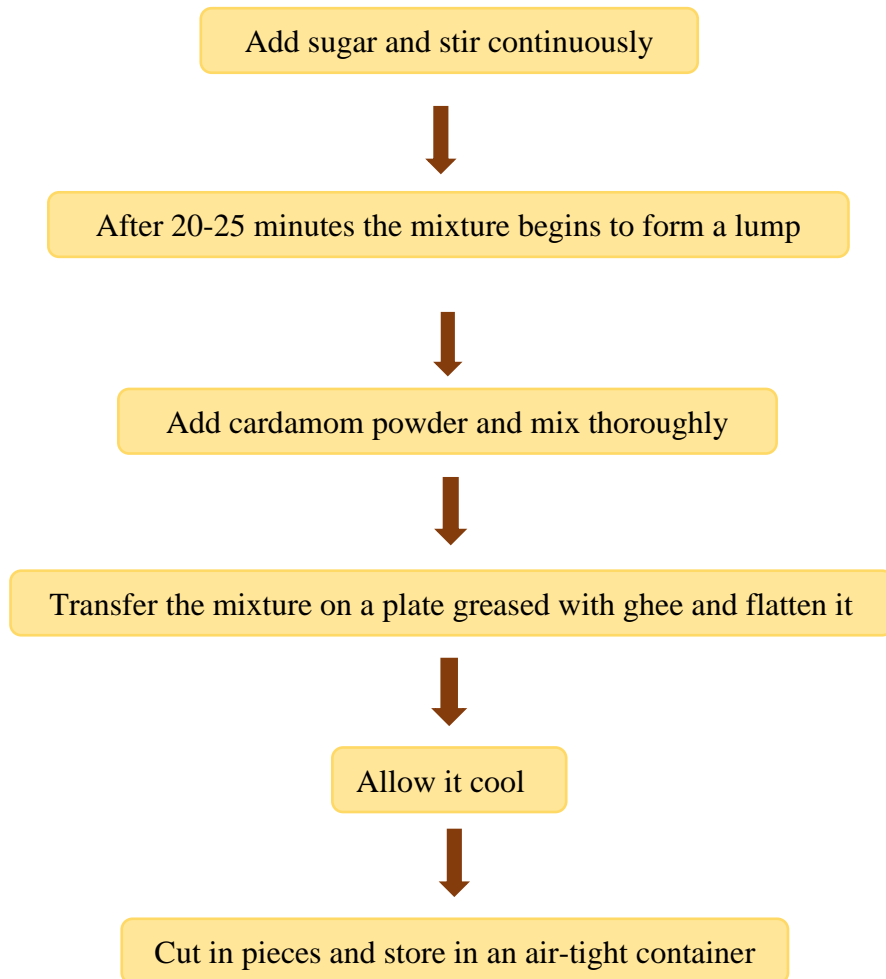 Add sugar and stir continuously
After 20-25 minutes the mixture begins to form a lump
Add cardamom powder and mix thoroughly
Transfer the mixture on a plate greased with ghee and flatten it
Allow it cool
Cut in pieces and store in an air-tight container